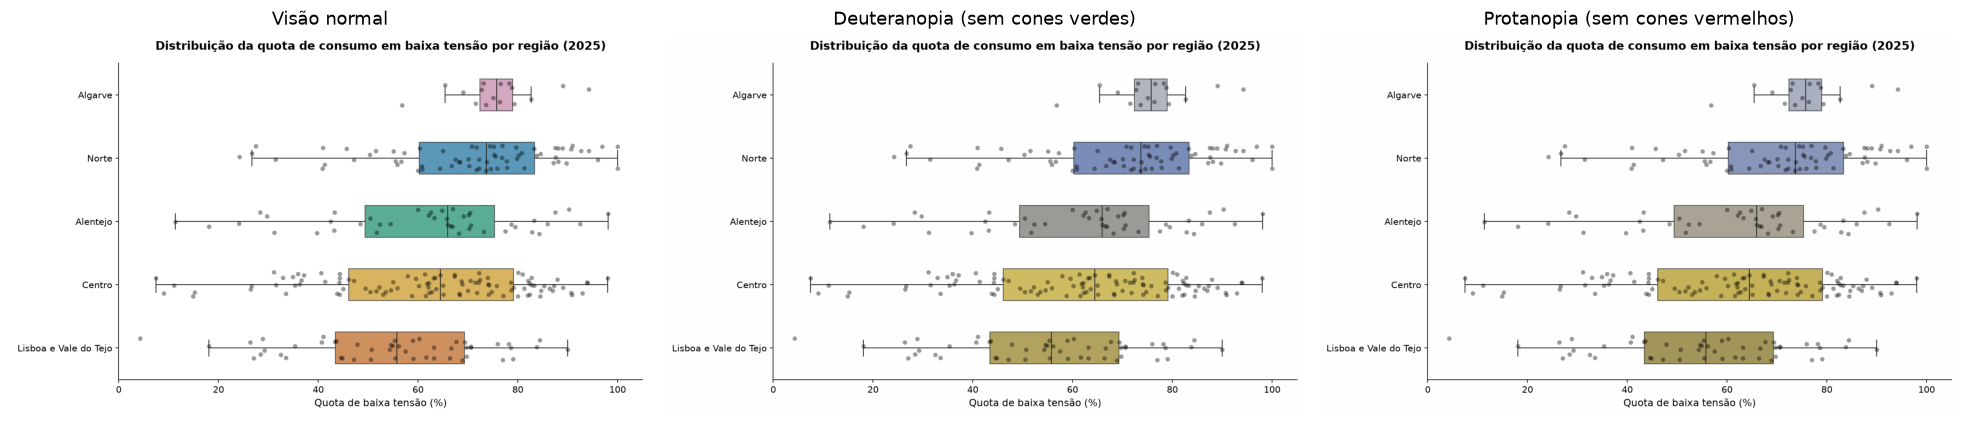 Visão normal
Distribuição da quota de consumo em baixa tensão por região (2025)
Algarve
Norte
Alentejo
Centro
Lisboa e Vale do Tejo
0 20 40 60 80 100
Quota de baixa tensão (%)
Deuteranopia (sem cones verdes)
Distribuição da quota de consumo em baixa tensão por região (2025)
Algarve
Norte
Alentejo
Centro
Lisboa e Vale do Tejo
0 20 40 60 80 100
Quota de baixa tensão (%)
Protanopia (sem cones vermelhos)
Distribuição da quota de consumo em baixa tensão por região (2025)
Algarve
Norte
Alentejo
Centro
Lisboa e Vale do Tejo
0 20 40 60 80 100
Quota de baixa tensão (%)